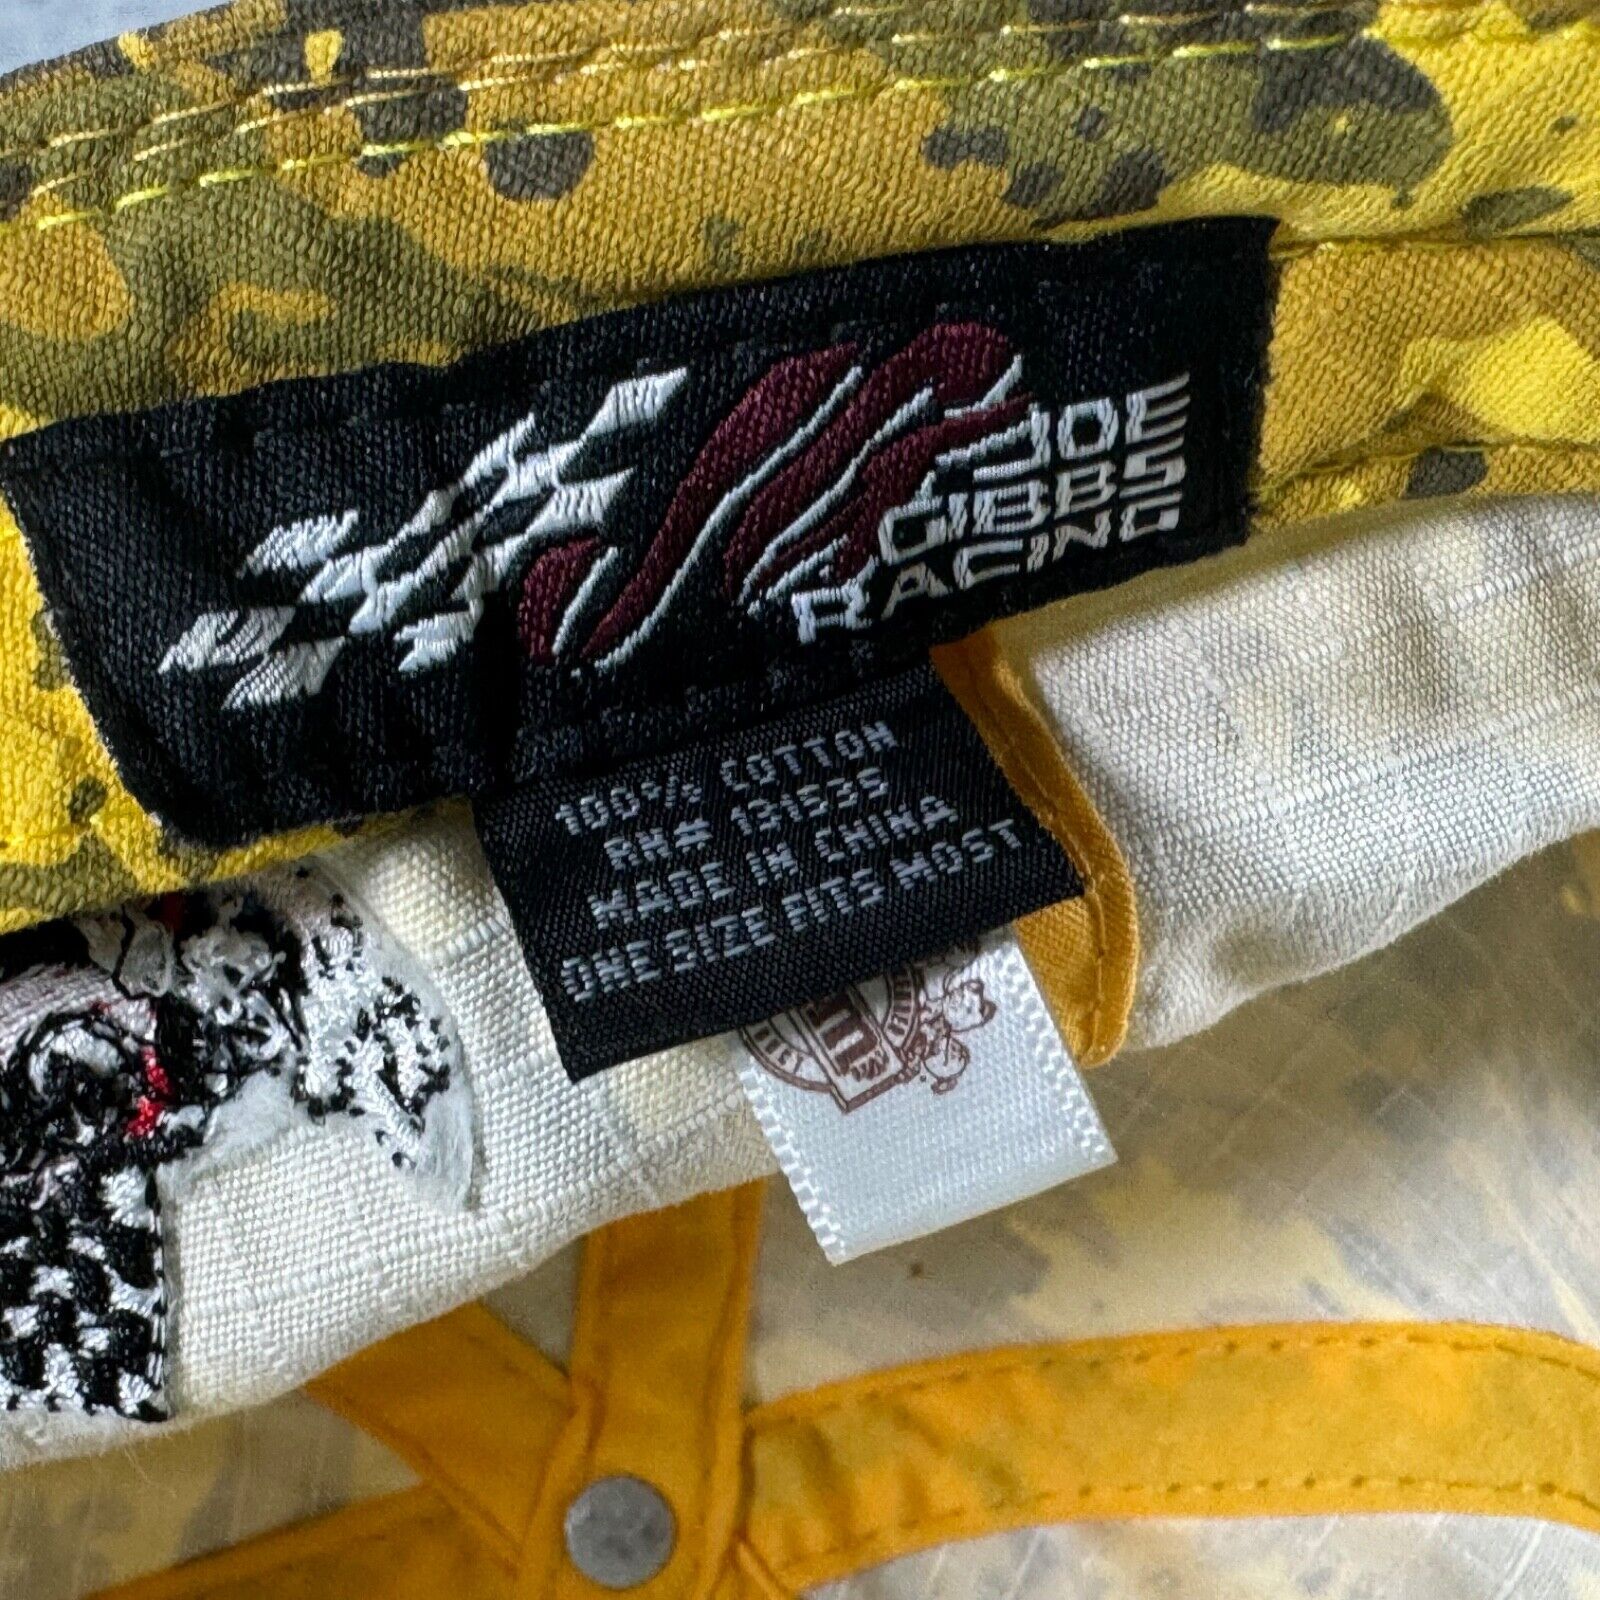 JOE
GIBBS
RACING
100% COTTON
RN# 131535
MADE IN CHINA
ONE SIZE FITS MOST